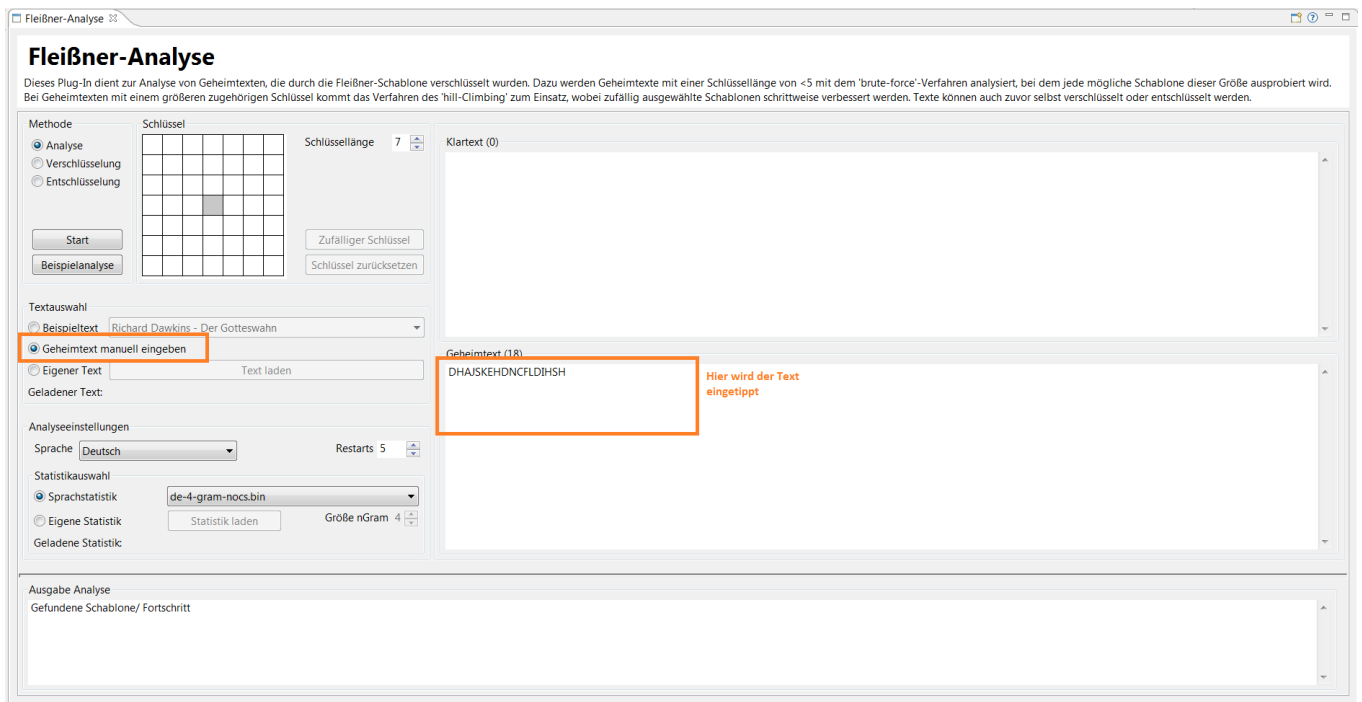 Fleißner-Analyse
Fleißner-Analyse
Dieses Plug-In dient zur Analyse von Geheimtexten, die durch die Fleißner-Schablone verschlüsselt wurden. Dazu werden Geheimtexte mit einer Schlüssellänge von <5 mit dem 'brute-force'-Verfahren analysiert, bei dem jede mögliche Schablone dieser Größe ausprobiert wird.
Bei Geheimtexten mit einem größeren zugehörigen Schlüssel kommt das Verfahren des 'hill-Climbing' zum Einsatz, wobei zufällig ausgewählte Schablonen schrittweise verbessert werden. Texte können auch zuvor selbst verschlüsselt oder entschlüsselt werden.
Methode
Analyse
Verschlüsselung
Entschlüsselung
Start
Beispielanalyse
Schlüssel
Schlüssellänge 7
Zufälliger Schlüssel
Schlüssel zurücksetzen
Textauswahl
Beispieltext Richard Dawkins - Der Gotteswahn
Geheimtext manuell eingeben
Eigener Text Text laden
Geladener Text:
Analyseeinstellungen
Sprache Deutsch Restarts 5
Statistikauswahl
Sprachstatistik de-4-gram-nocs.bin
Eigene Statistik Statistik laden Größe nGram 4
Geladene Statistik:
Klartext (0)
Geheimtext (18)
DHAJSKEHDNCFLDIHSH
Hier wird der Text
eingetippt
Ausgabe Analyse
Gefundene Schablone/ Fortschritt